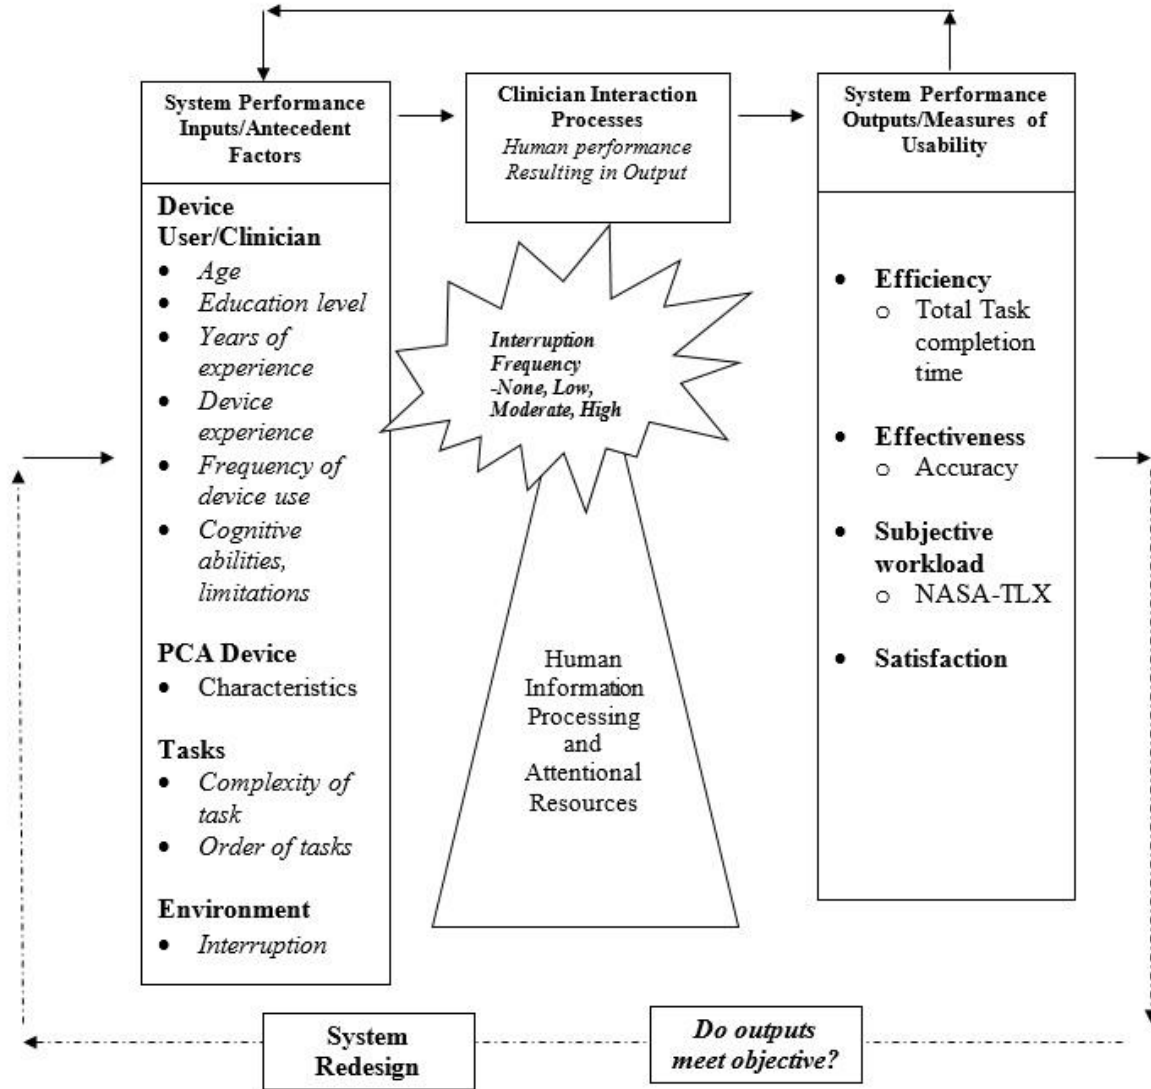 System Performance
Inputs/Antecedent
Factors
Device
User/Clinician
• Age
• Education level
• Years of
experience
• Device
experience
• Frequency of
device use
• Cognitive
abilities,
limitations
PCA Device
• Characteristics
Tasks
• Complexity of
task
• Order of tasks
Environment
• Interruption
Clinician Interaction
Processes
Human performance
Resulting in Output
Interruption
Frequency
-None, Low,
Moderate, High
Human
Information
Processing
and
Attentional
Resources
System Performance
Outputs/Measures of
Usability
• Efficiency
o Total Task
completion
time
• Effectiveness
o Accuracy
• Subjective
workload
o NASA-TLX
• Satisfaction
System
Redesign
Do outputs
meet objective?